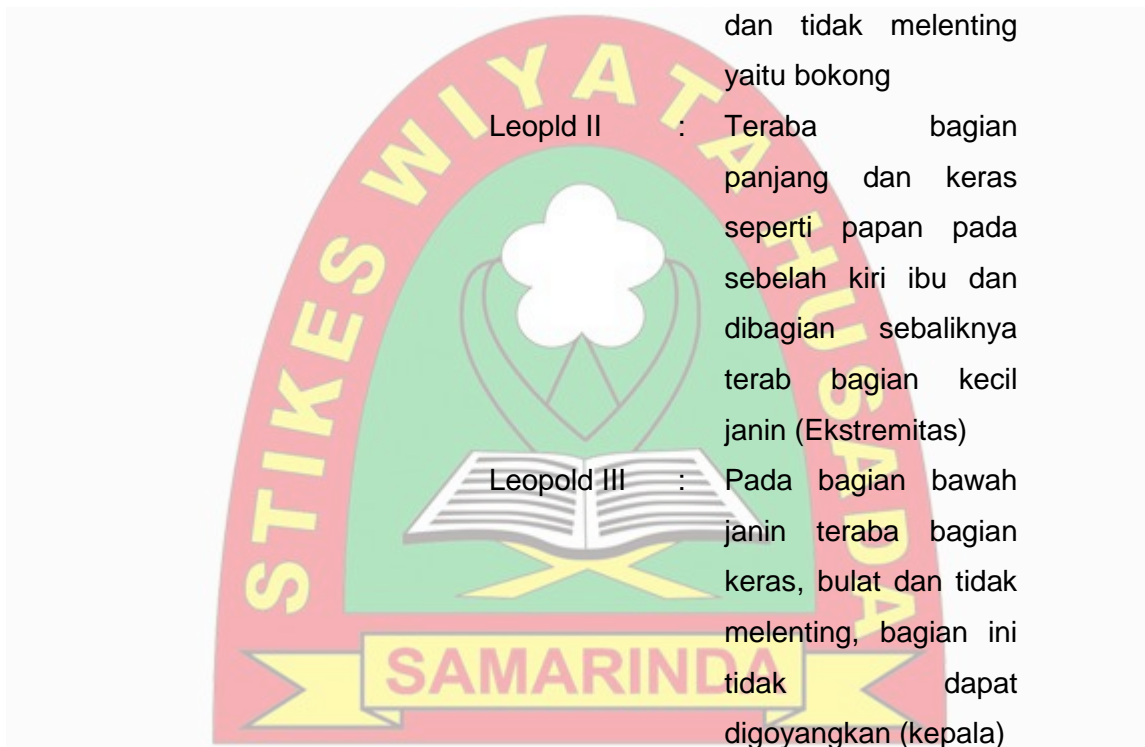 dan tidak melenting
yaitu bokong
Leopld II : Teraba bagian
panjang dan keras
seperti papan pada
sebelah kiri ibu dan
dibagian sebaliknya
terab bagian kecil
janin (Ekstremitas)
Leopold III : Pada bagian bawah
janin teraba bagian
keras, bulat dan tidak
melenting, bagian ini
tidak dapat
digoyangkan (kepala)
STIKES WIYATA HUSADA
SAMARINDA